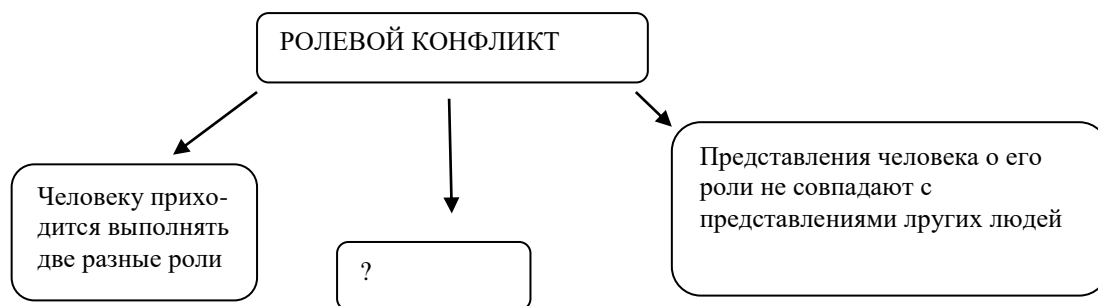 РОЛЕВОЙ КОНФЛИКТ
Человеку прихо-
дится выполнять
две разные роли
?
Представления человека о его
роли не совпадают с
представлениями лругих людей